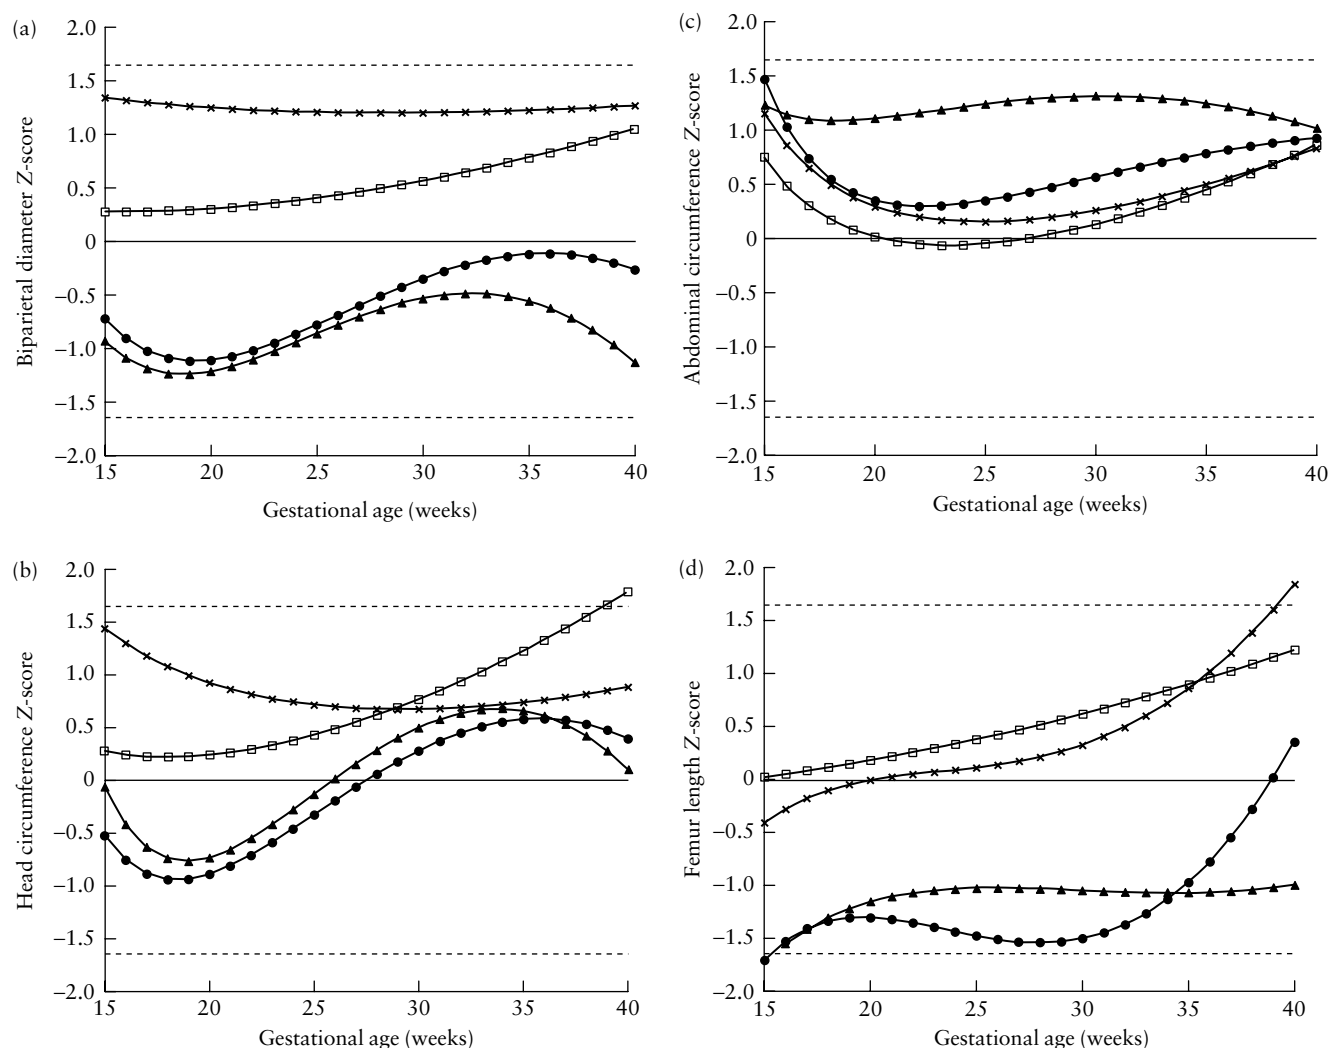 (a)
2.0
1.5
1.0
0.5
0
−0.5
−1.0
−1.5
−2.0
Biparietal diameter Z-score
15 20 25 30 35 40
Gestational age (weeks)
(c)
2.0
1.5
1.0
0.5
0
−0.5
−1.0
−1.5
−2.0
Abdominal circumference Z-score
15 20 25 30 35 40
Gestational age (weeks)
(b)
2.0
1.5
1.0
0.5
0
−0.5
−1.0
−1.5
−2.0
Head circumference Z-score
15 20 25 30 35 40
Gestational age (weeks)
(d)
2.0
1.5
1.0
0.5
0
−0.5
−1.0
−1.5
−2.0
Femur length Z-score
15 20 25 30 35 40
Gestational age (weeks)